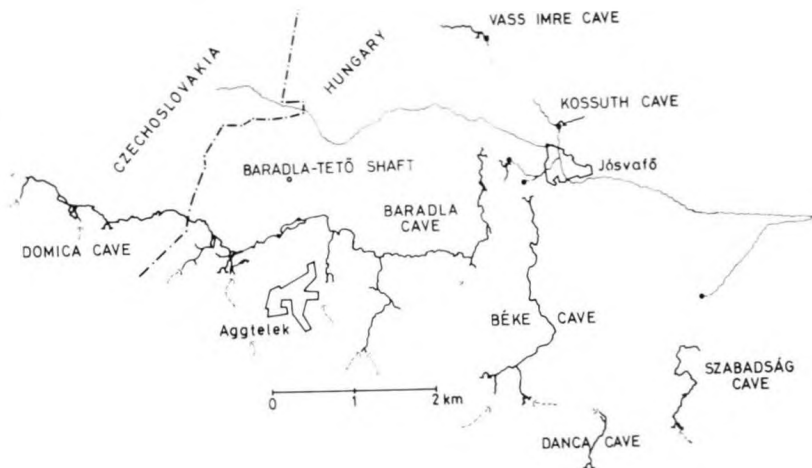 VASS IMRE CAVE
CZECHOSLOVAKIA
HUNGARY
KOSSUTH CAVE
BARADLA-TETŐ SHAFT
Jósvafő
BARADLA
CAVE
DOMICA CAVE
Aggtelek
BÉKE CAVE
SZABADSÁG
CAVE
0 1 2 km
DANCA CAVE